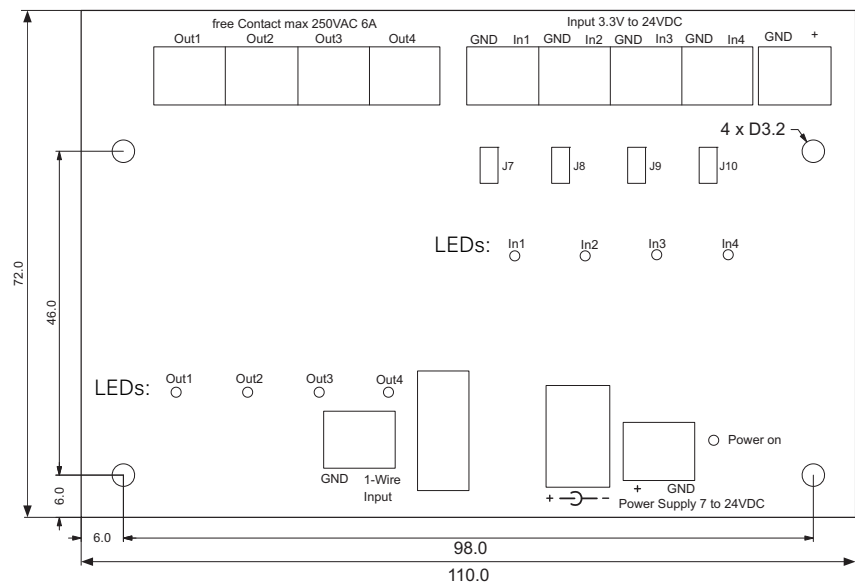 free Contact max 250VAC 6A
Input 3.3V to 24VDC
Out1 Out2 Out3 Out4
GND In1 GND In2 GND In3 GND In4 GND +
4 x D3.2
J7 J8 J9 J10
LEDs: In1 In2 In3 In4
72.0
46.0
LEDs: Out1 Out2 Out3 Out4
Power on
GND 1-Wire
Input
+ −
+ GND
Power Supply 7 to 24VDC
6.0
6.0
98.0
110.0